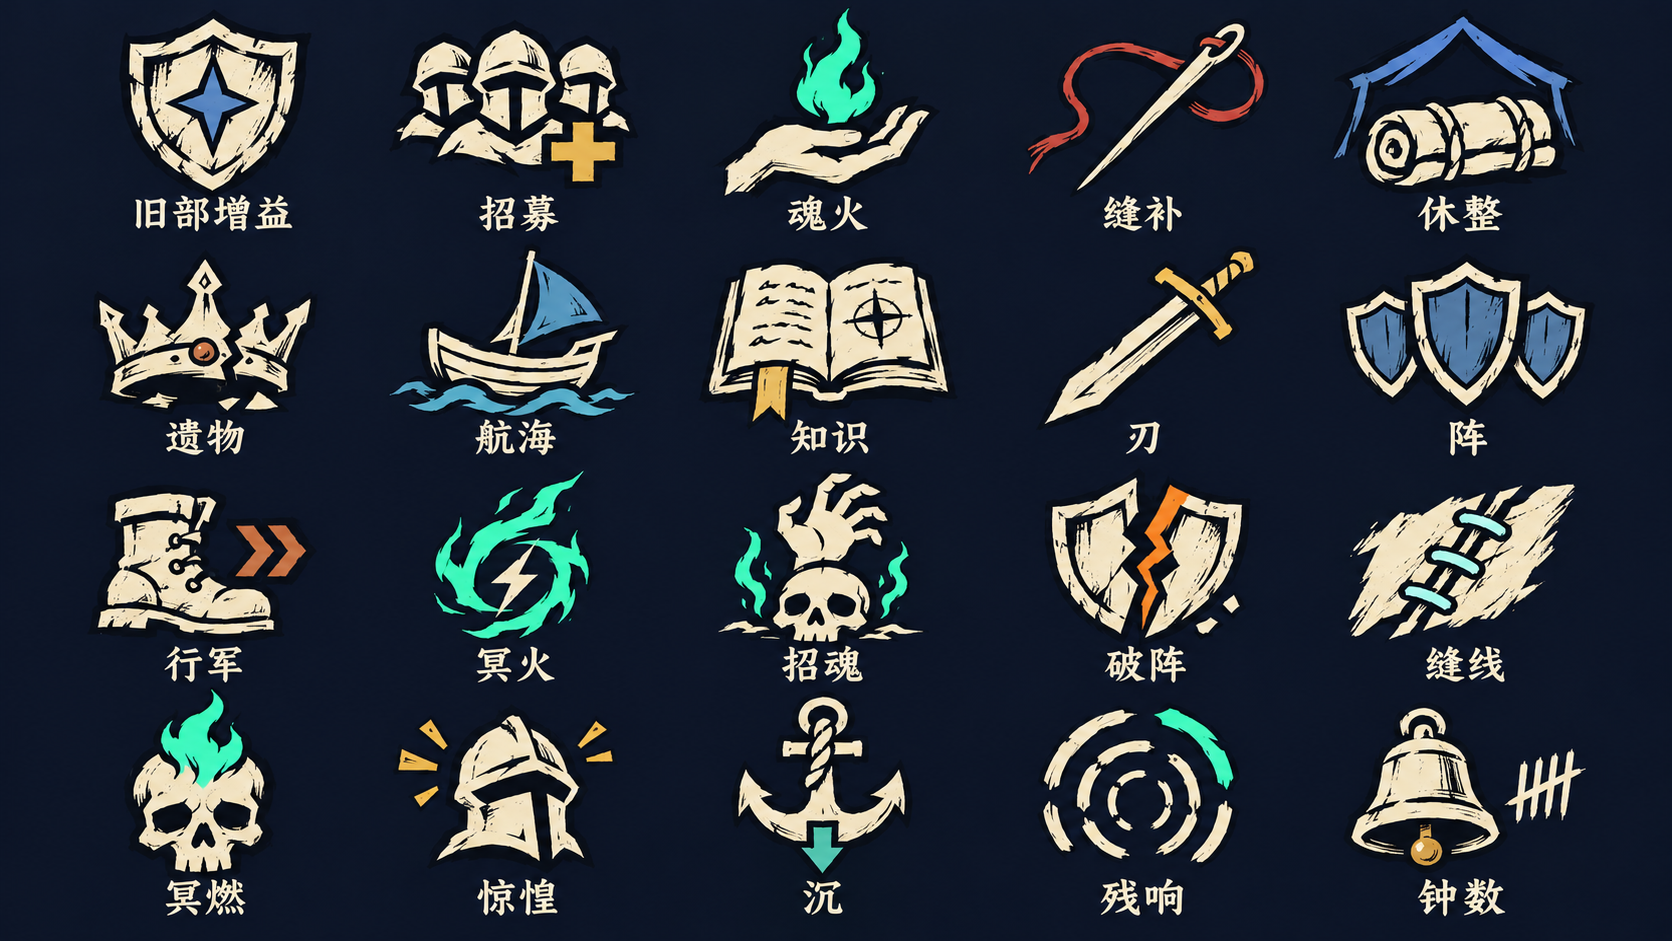 旧部增益
招募
魂火
缝补
休整
遗物
航海
知识
刃
阵
行军
冥火
招魂
破阵
缝线
冥燃
惊惶
沉
残响
钟数